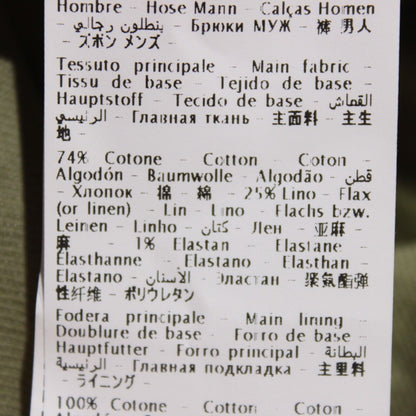 Hombre – Hose Mann – Calças Homen
– بنطلون رجالي – Брюки МУЖ – 裤 男人
– ズボン メンズ –
Tessuto principale – Main fabric –
Tissu de base – Tejido de base –
Hauptstoff – Tecido de base – القماش
الرئيسي – Главная ткань – 主面料 – 主生
地 –
74% Cotone – Cotton – Coton –
Algodón – Baumwolle – Algodão – قطن
– Хлопок – 棉 – 綿 – 25% Lino – Flax
(or linen) – Lin – Lino – Flachs bzw.
Leinen – Linho – كتان – Лен – 亚麻 –
麻 – 1% Elastan – Elastane –
Elasthanne – Elastano – Elasthan –
Elastano – الأستان – Эластан – 聚氨酯弹
性纤维 – ポリウレタン
Fodera principale – Main lining –
Doublure de base – Forro de base –
Hauptfutter – Forro principal – البطانة
الرئيسية – Главная подкладка – 主里料
– ライニング –
100% Cotone – Cotton – Coton –